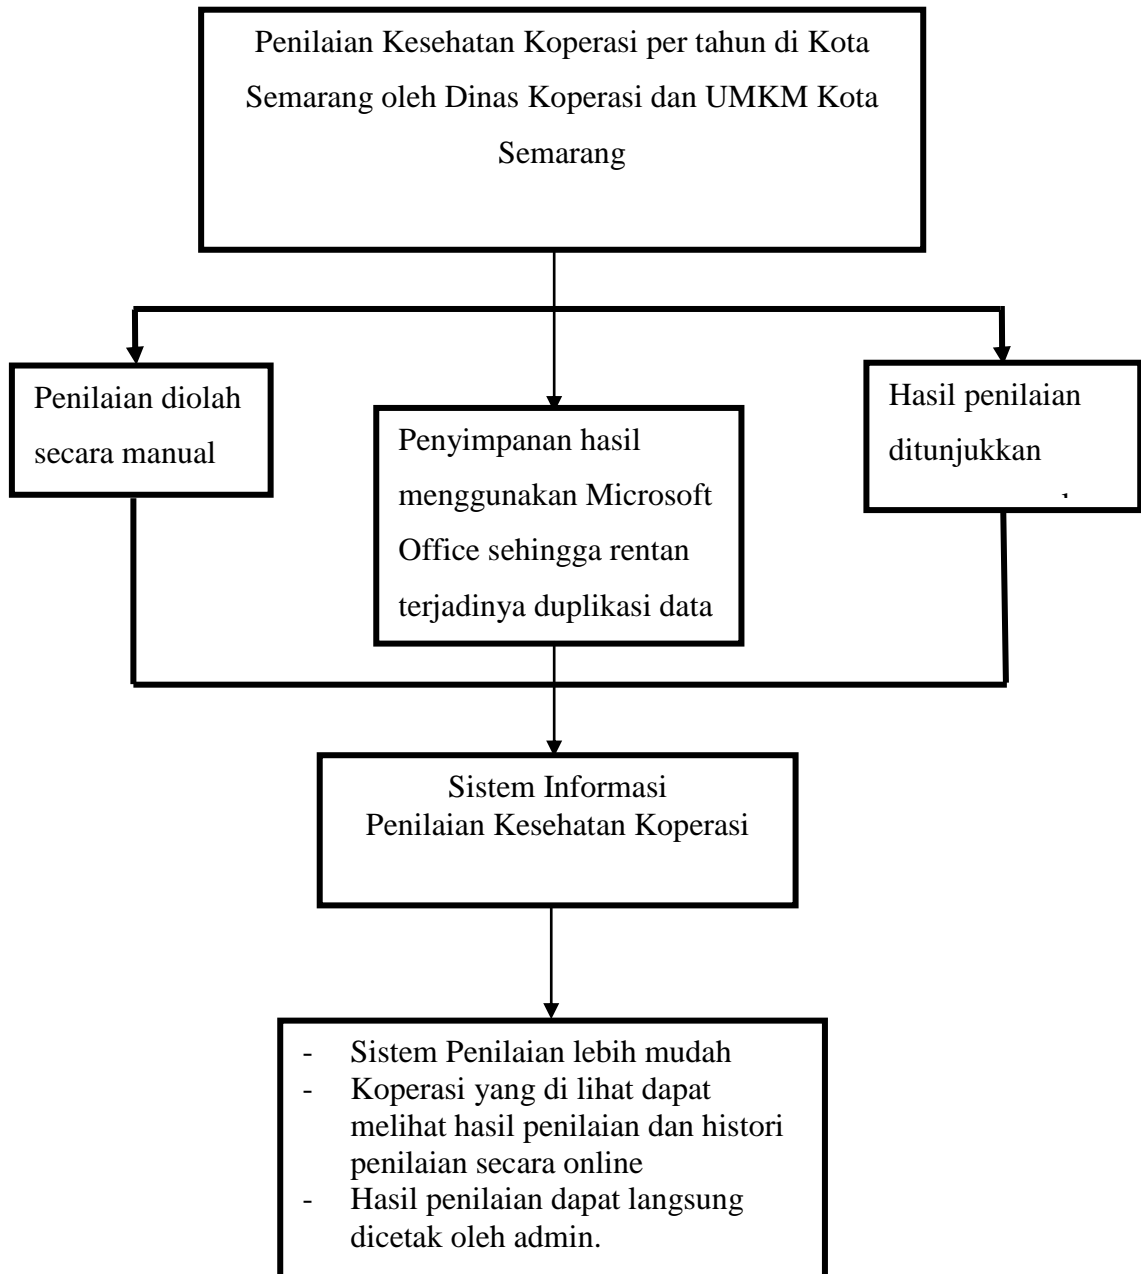 Penilaian Kesehatan Koperasi per tahun di Kota
Semarang oleh Dinas Koperasi dan UMKM Kota
Semarang
Penilaian diolah
secara manual
Penyimpanan hasil
menggunakan Microsoft
Office sehingga rentan
terjadinya duplikasi data
Hasil penilaian
ditunjukkan
Sistem Informasi
Penilaian Kesehatan Koperasi
- Sistem Penilaian lebih mudah
- Koperasi yang di lihat dapat
melihat hasil penilaian dan histori
penilaian secara online
- Hasil penilaian dapat langsung
dicetak oleh admin.